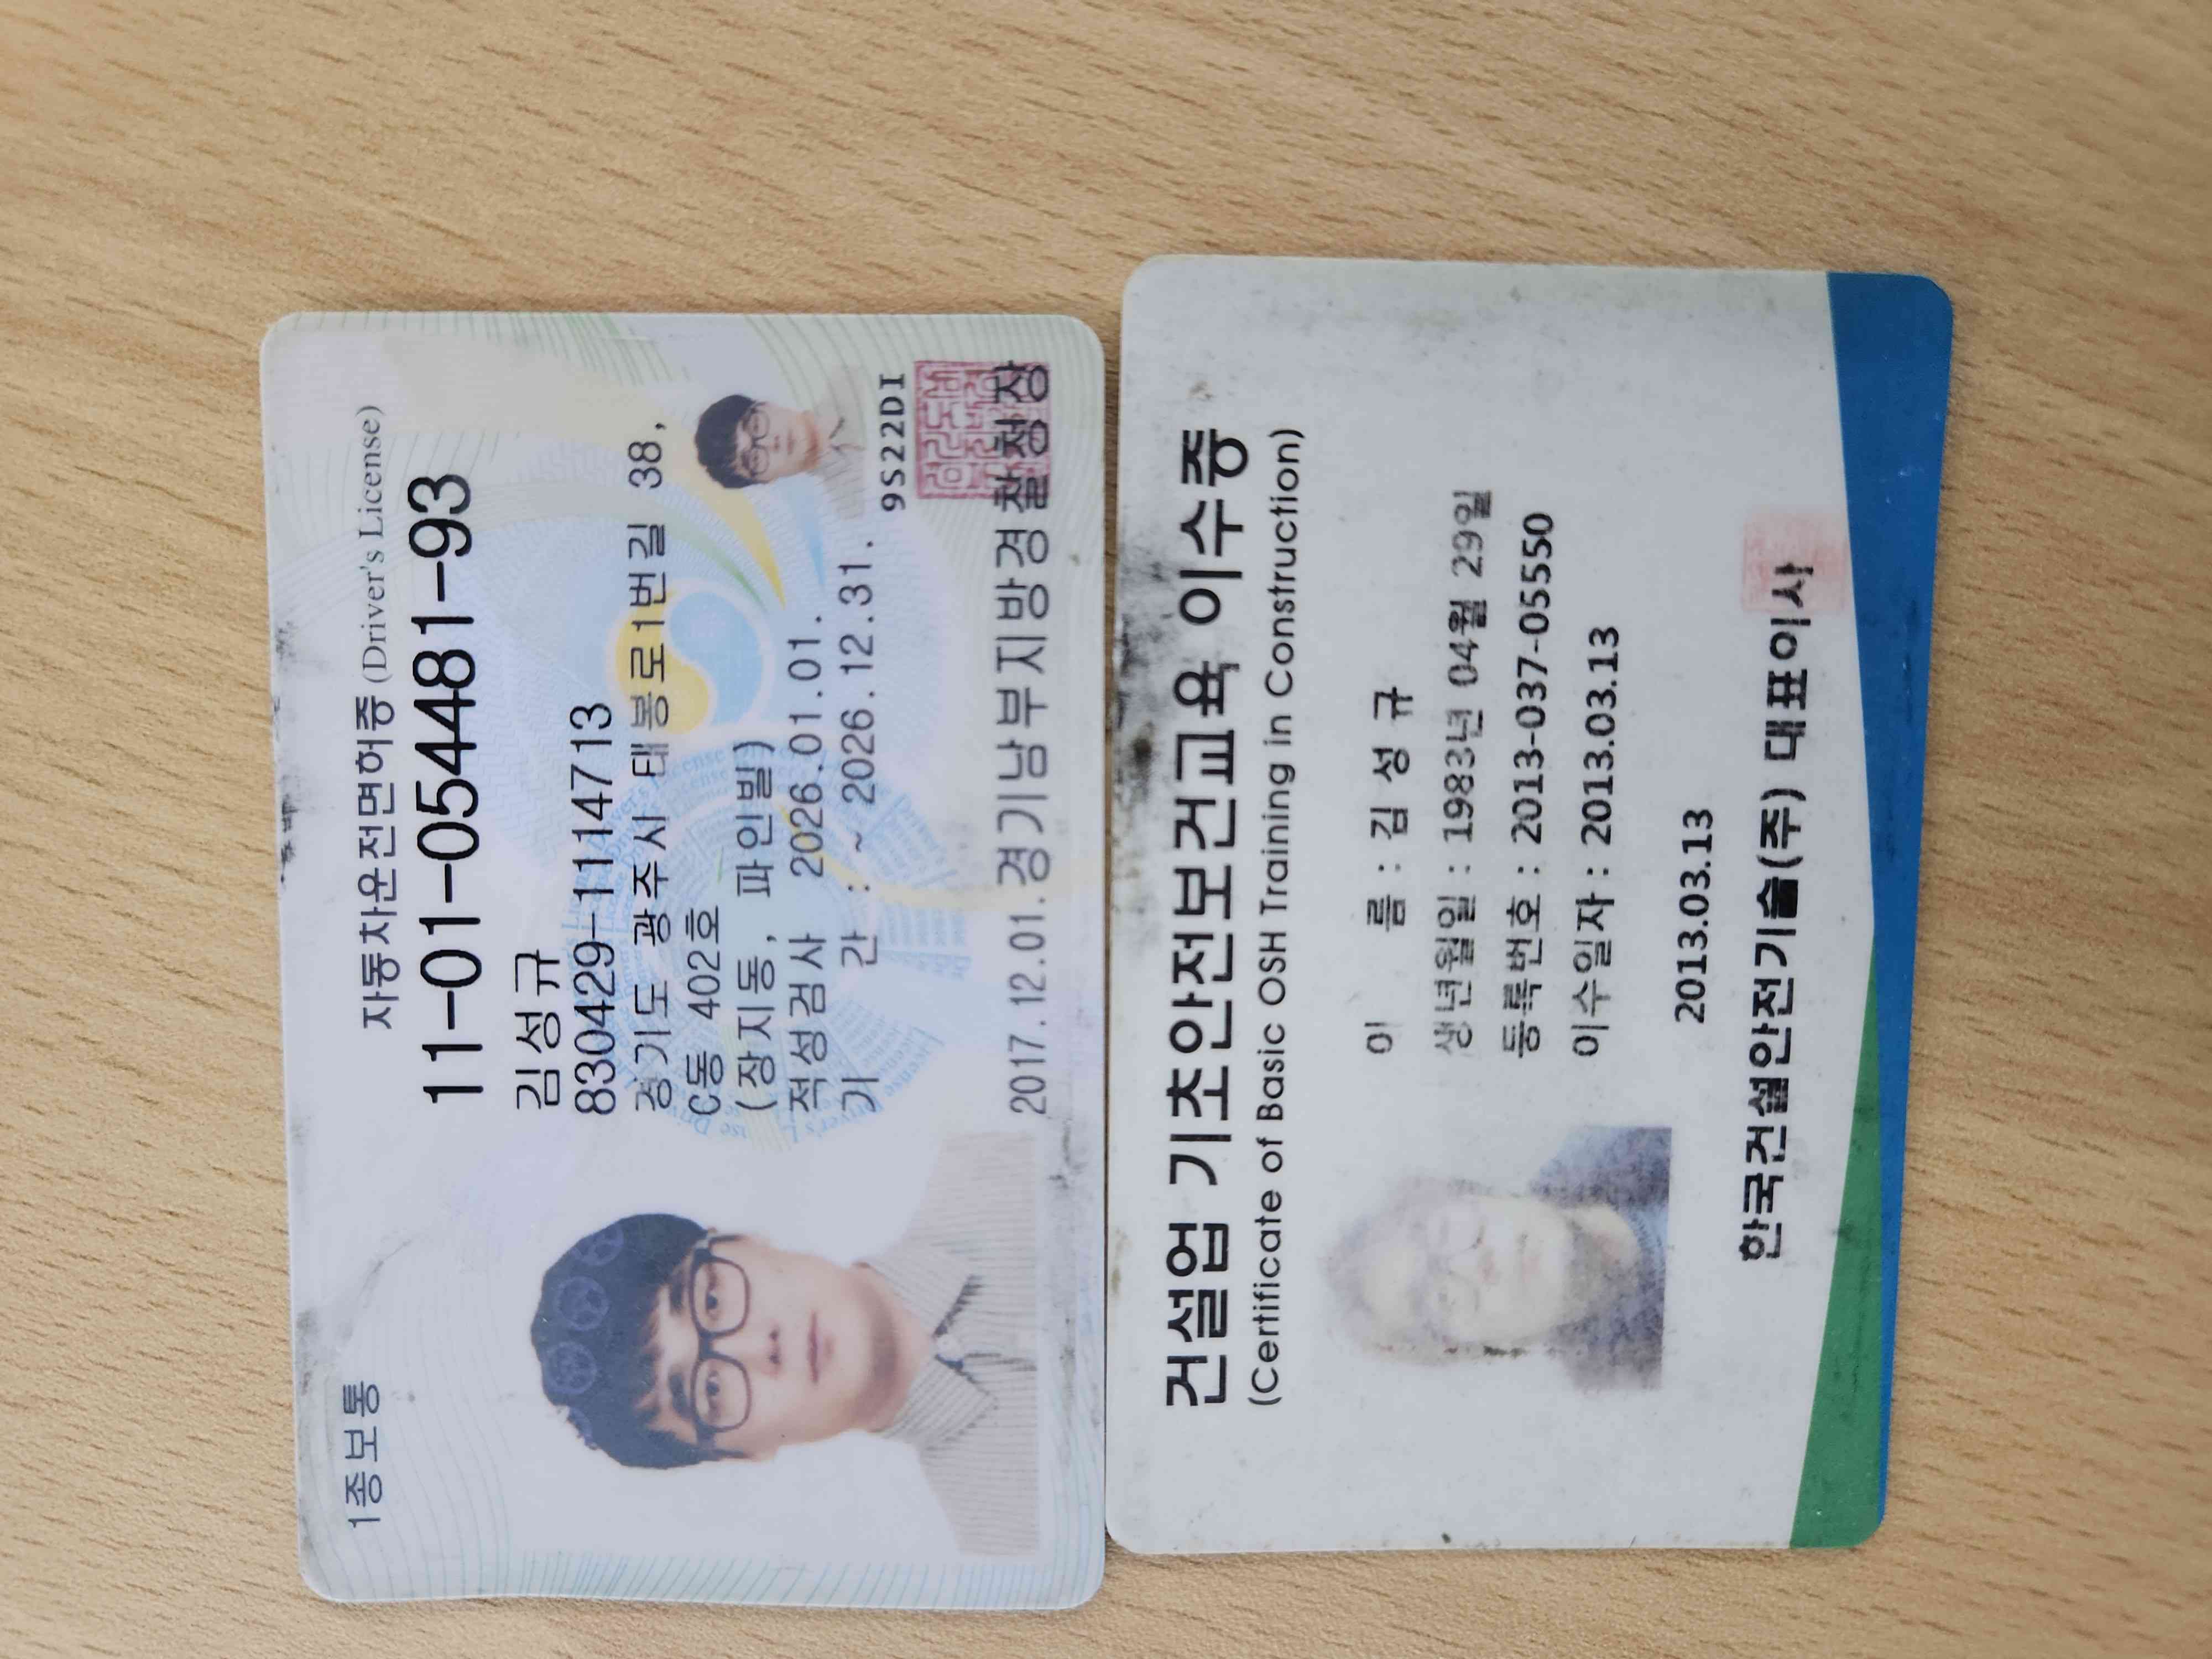 1종보통
자동차운전면허증 (Driver's License)
11-01-054481-93
김성규
830429-1114713
경기도 광주시 태봉로1번길 38,
C동 402호
(장지동, 파인빌)
적성검사 2026.01.01.
기 간 : ~ 2026.12.31.
9S22DI
2017.12.01. 경기남부지방경찰청장
건설업 기초안전보건교육 이수증
(Certificate of Basic OSH Training in Construction)
이 름 : 김 성 규
생년월일 : 1983년 04월 29일
등록번호 : 2013-037-05550
이수일자 : 2013.03.13
2013.03.13
한국건설안전기술(주) 대표이사